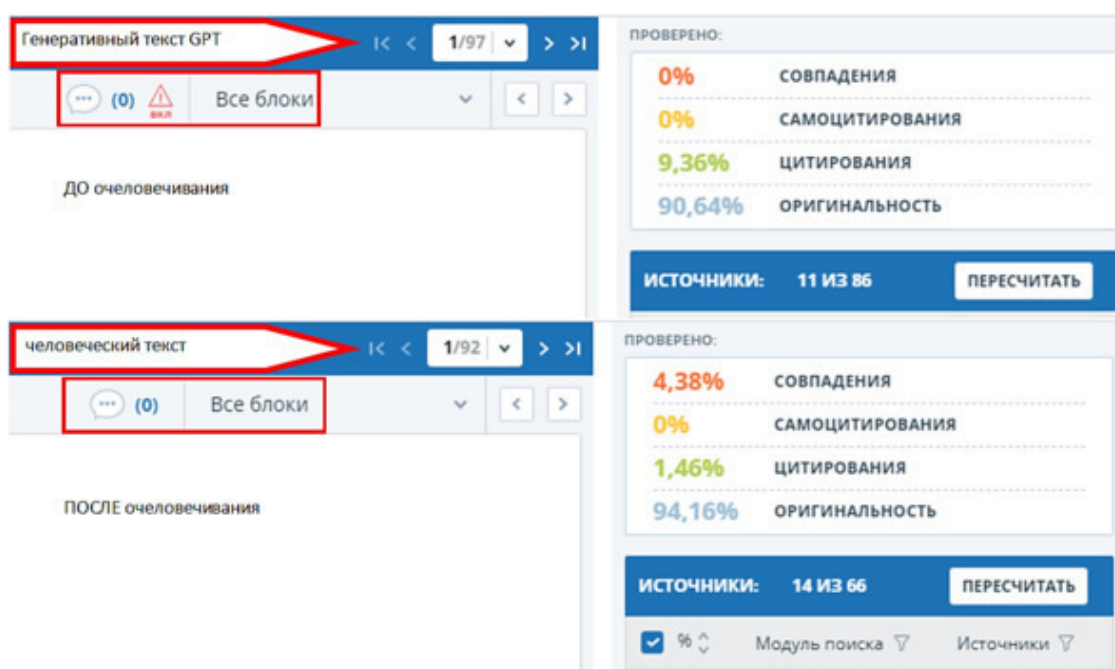 Генеративный текст GPT
1/97
(0)
ВКЛ
Все блоки
ДО очеловечивания
ПРОВЕРЕНО:
0% СОВПАДЕНИЯ
0% САМОЦИТИРОВАНИЯ
9,36% ЦИТИРОВАНИЯ
90,64% ОРИГИНАЛЬНОСТЬ
ИСТОЧНИКИ: 11 ИЗ 86 ПЕРЕСЧИТАТЬ
человеческий текст
1/92
(0) Все блоки
ПОСЛЕ очеловечивания
ПРОВЕРЕНО:
4,38% СОВПАДЕНИЯ
0% САМОЦИТИРОВАНИЯ
1,46% ЦИТИРОВАНИЯ
94,16% ОРИГИНАЛЬНОСТЬ
ИСТОЧНИКИ: 14 ИЗ 66 ПЕРЕСЧИТАТЬ
% Модуль поиска Источники